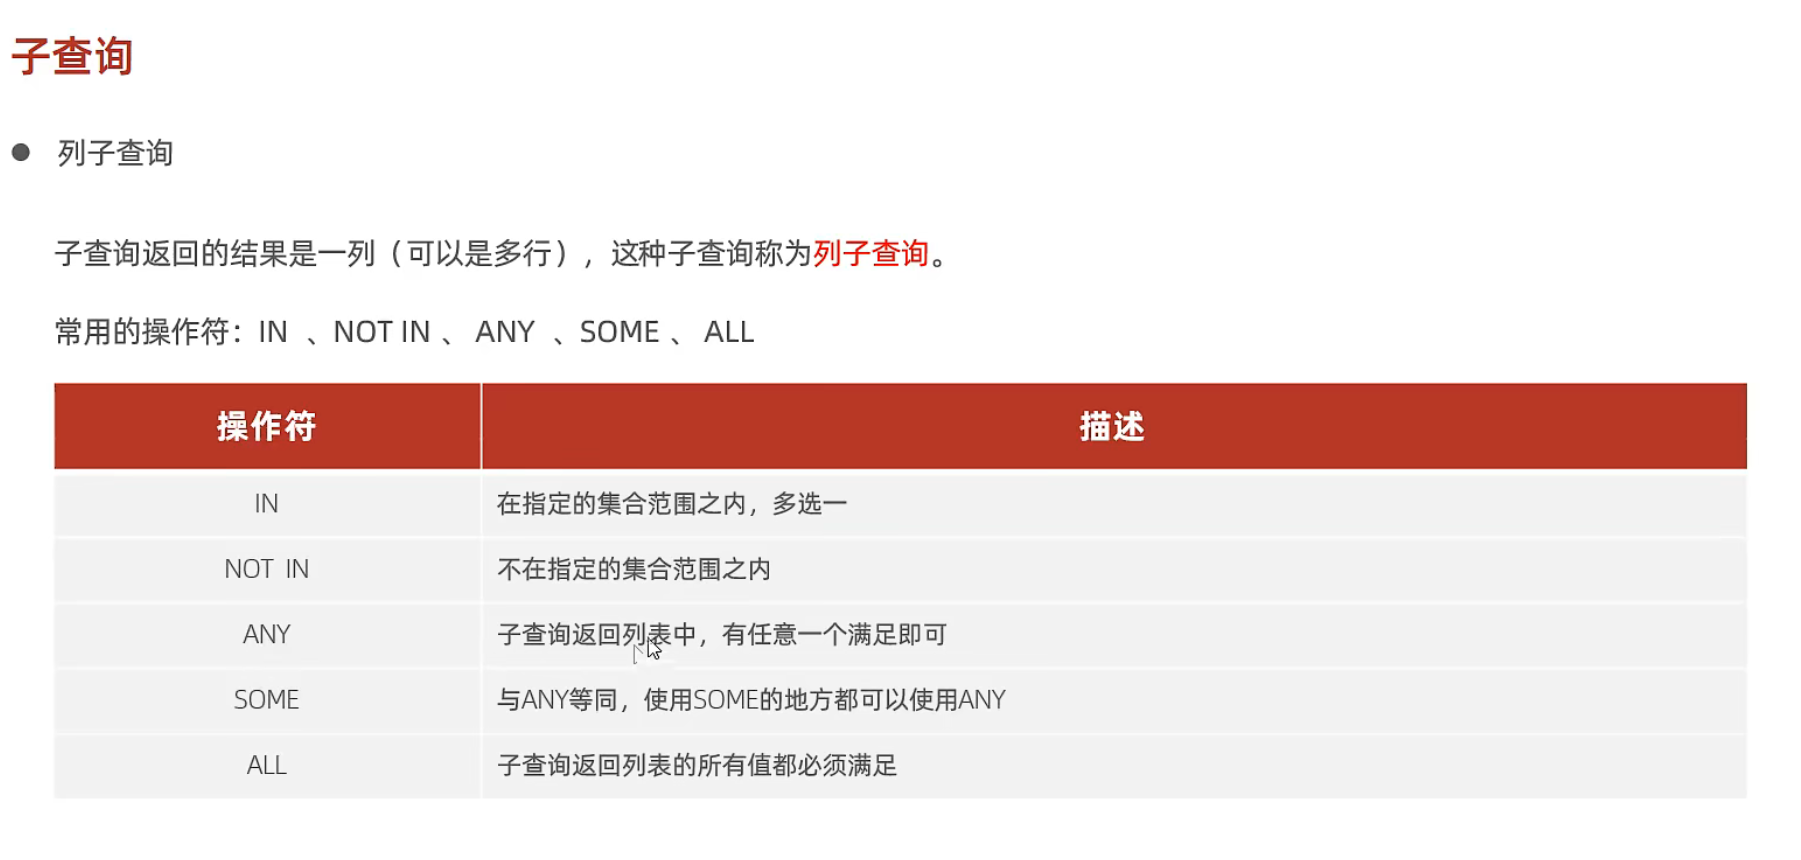 子查询
列子查询
子查询返回的结果是一列（可以是多行），这种子查询称为列子查询。
常用的操作符：IN 、NOT IN 、 ANY 、SOME 、 ALL
操作符 描述
IN 在指定的集合范围之内，多选一
NOT IN 不在指定的集合范围之内
ANY 子查询返回列表中，有任意一个满足即可
SOME 与ANY等同，使用SOME的地方都可以使用ANY
ALL 子查询返回列表的所有值都必须满足